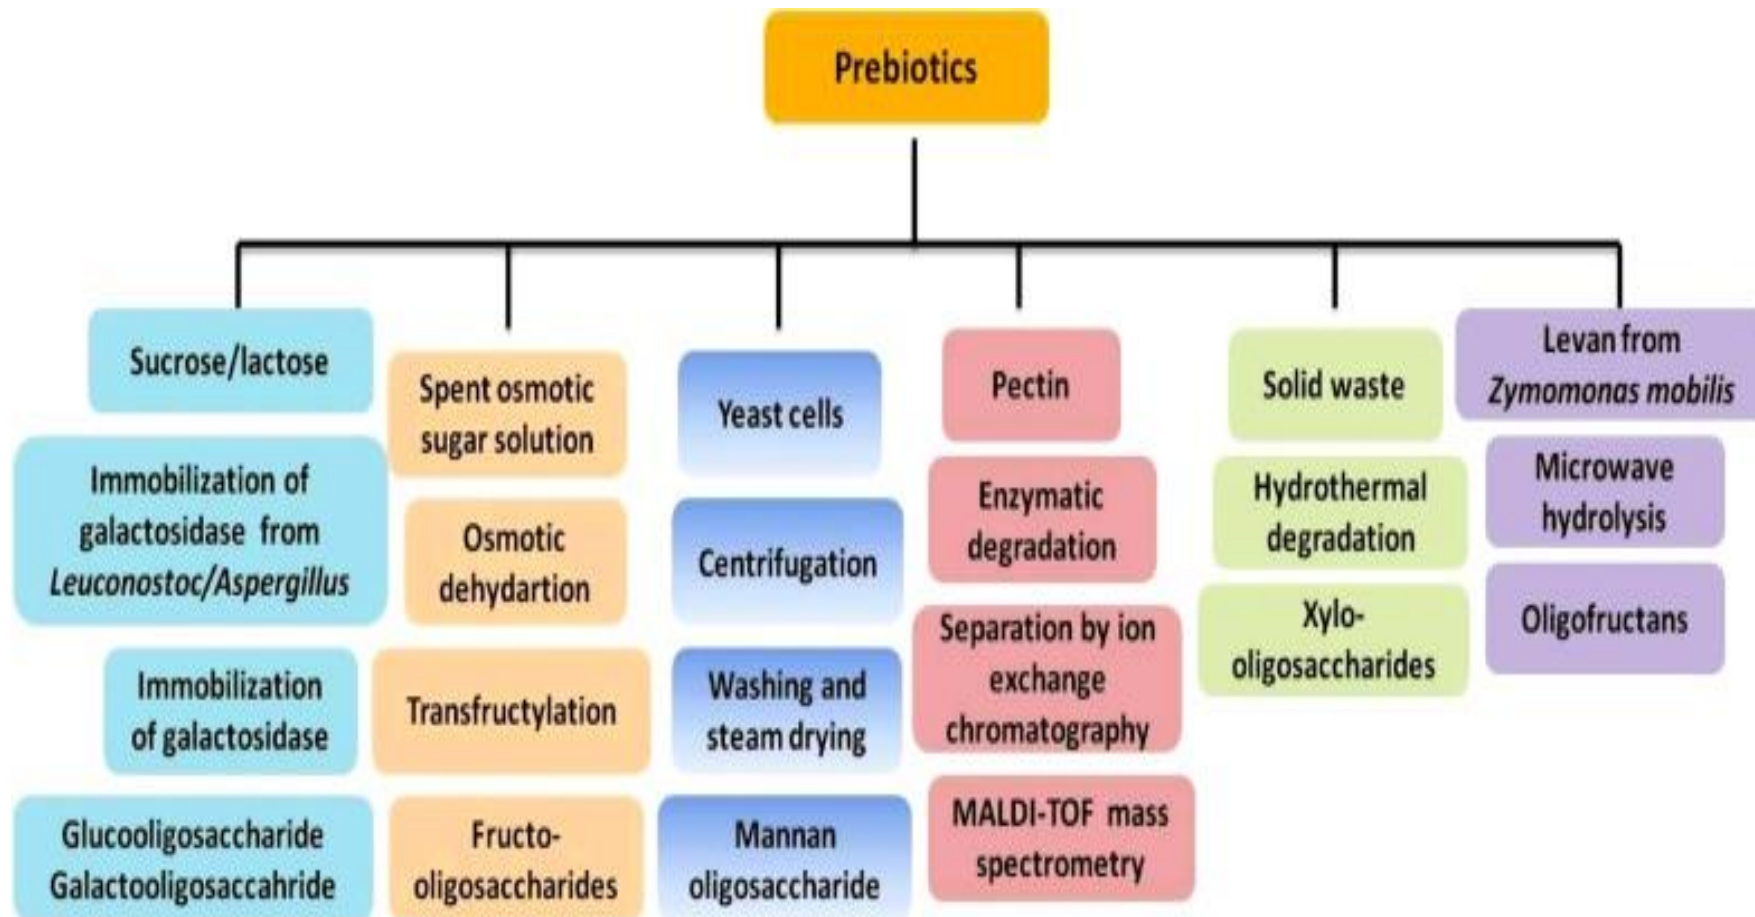 Prebiotics
Sucrose/lactose
Immobilization of
galactosidase from
Leuconostoc/Aspergillus
Immobilization
of galactosidase
Glucooligosaccharide
Galactooligosaccahride
Spent osmotic
sugar solution
Osmotic
dehydartion
Transfructylation
Fructo-
oligosaccharides
Yeast cells
Centrifugation
Washing and
steam drying
Mannan
oligosaccharide
Pectin
Enzymatic
degradation
Separation by ion
exchange
chromatography
MALDI-TOF mass
spectrometry
Solid waste
Hydrothermal
degradation
Xylo-
oligosaccharides
Levan from
Zymomonas mobilis
Microwave
hydrolysis
Oligofructans